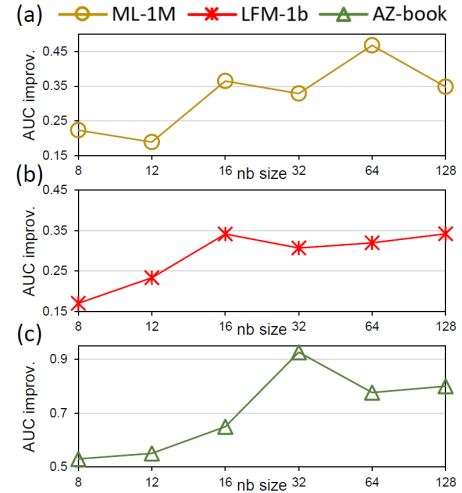 (a) ML-1M LFM-1b AZ-book
0.45
0.35
0.25
0.15
AUC improv.
8 12 16 32 64 128
nb size
(b)
0.45
0.35
0.25
0.15
AUC improv.
8 12 16 32 64 128
nb size
(c)
0.9
0.7
0.5
AUC improv.
8 12 16 32 64 128
nb size